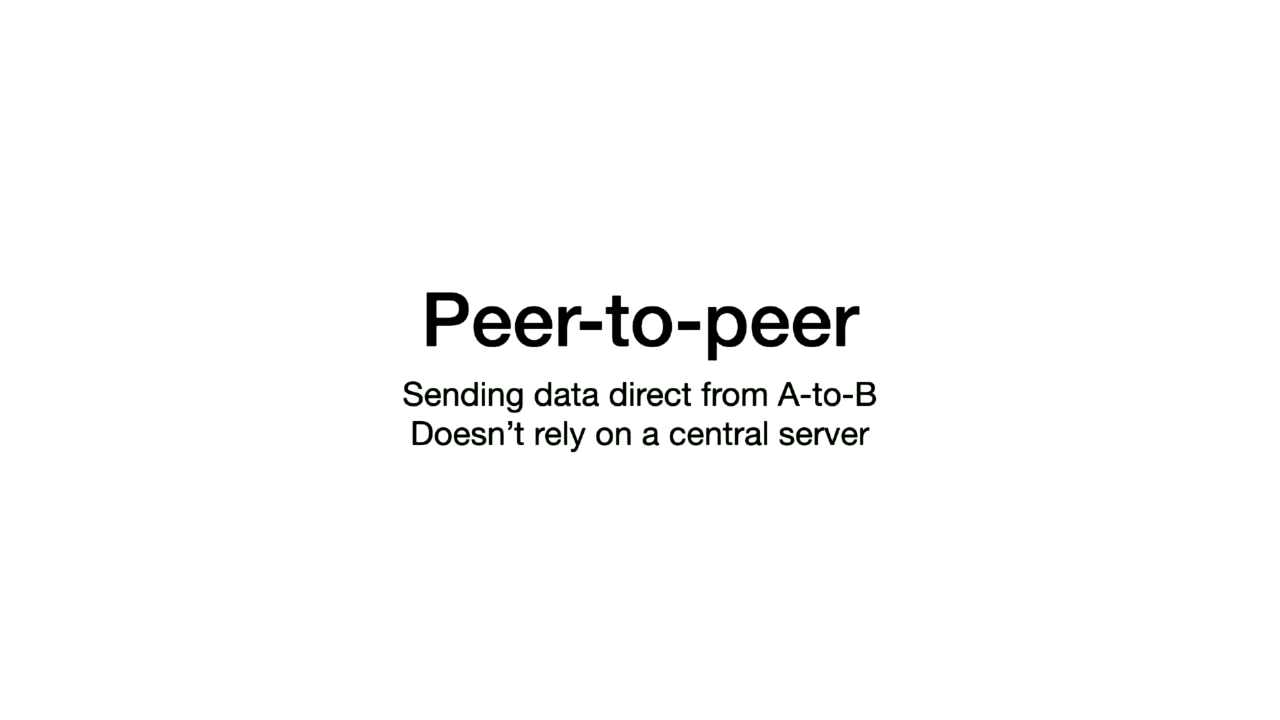 Peer-to-peer
Sending data direct from A-to-B
Doesn’t rely on a central server